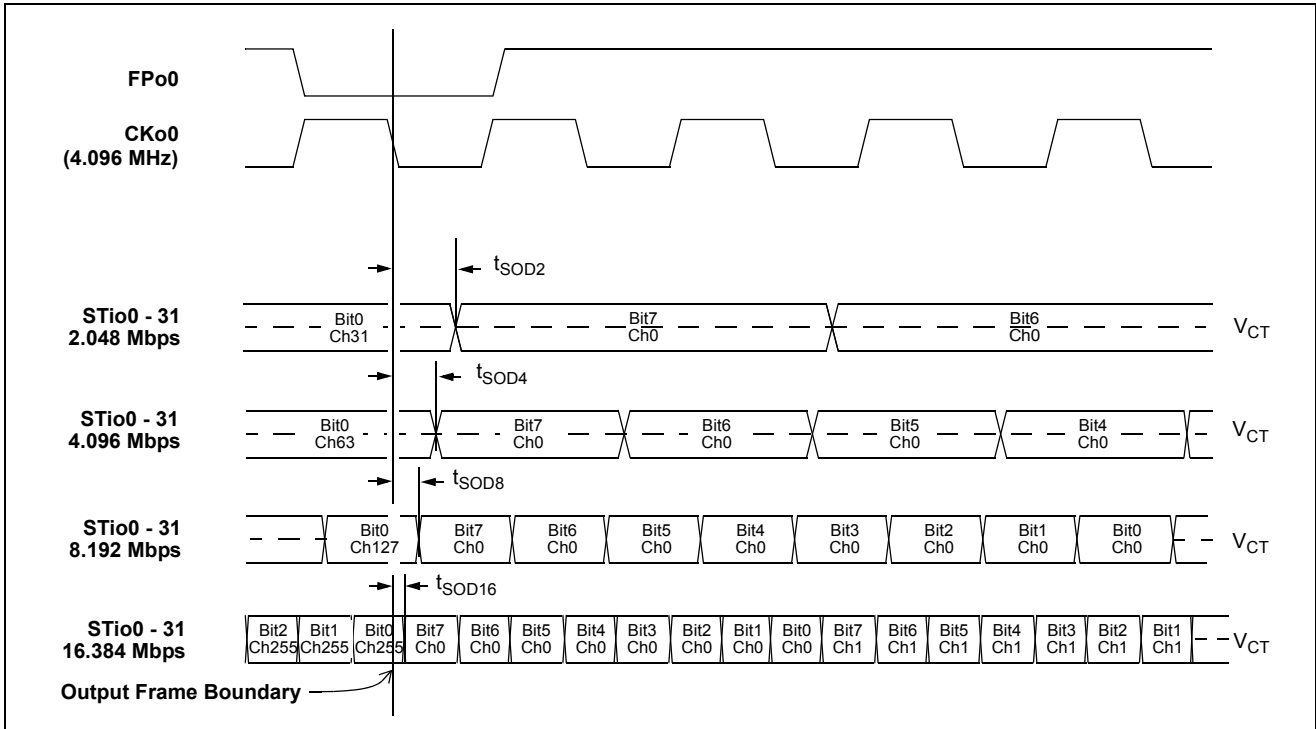 FPo0
CKo0
(4.096 MHz)
tSOD2
STio0 - 31
2.048 Mbps
Bit0
Ch31
Bit7
Ch0
Bit6
Ch0
VCT
tSOD4
STio0 - 31
4.096 Mbps
Bit0
Ch63
Bit7
Ch0
Bit6
Ch0
Bit5
Ch0
Bit4
Ch0
VCT
tSOD8
STio0 - 31
8.192 Mbps
Bit0
Ch127
Bit7
Ch0
Bit6
Ch0
Bit5
Ch0
Bit4
Ch0
Bit3
Ch0
Bit2
Ch0
Bit1
Ch0
Bit0
Ch0
VCT
tSOD16
STio0 - 31
16.384 Mbps
Bit2
Ch255
Bit1
Ch255
Bit0
Ch255
Bit7
Ch0
Bit6
Ch0
Bit5
Ch0
Bit4
Ch0
Bit3
Ch0
Bit2
Ch0
Bit1
Ch0
Bit0
Ch0
Bit7
Ch1
Bit6
Ch1
Bit5
Ch1
Bit4
Ch1
Bit3
Ch1
Bit2
Ch1
Bit1
Ch1
VCT
Output Frame Boundary